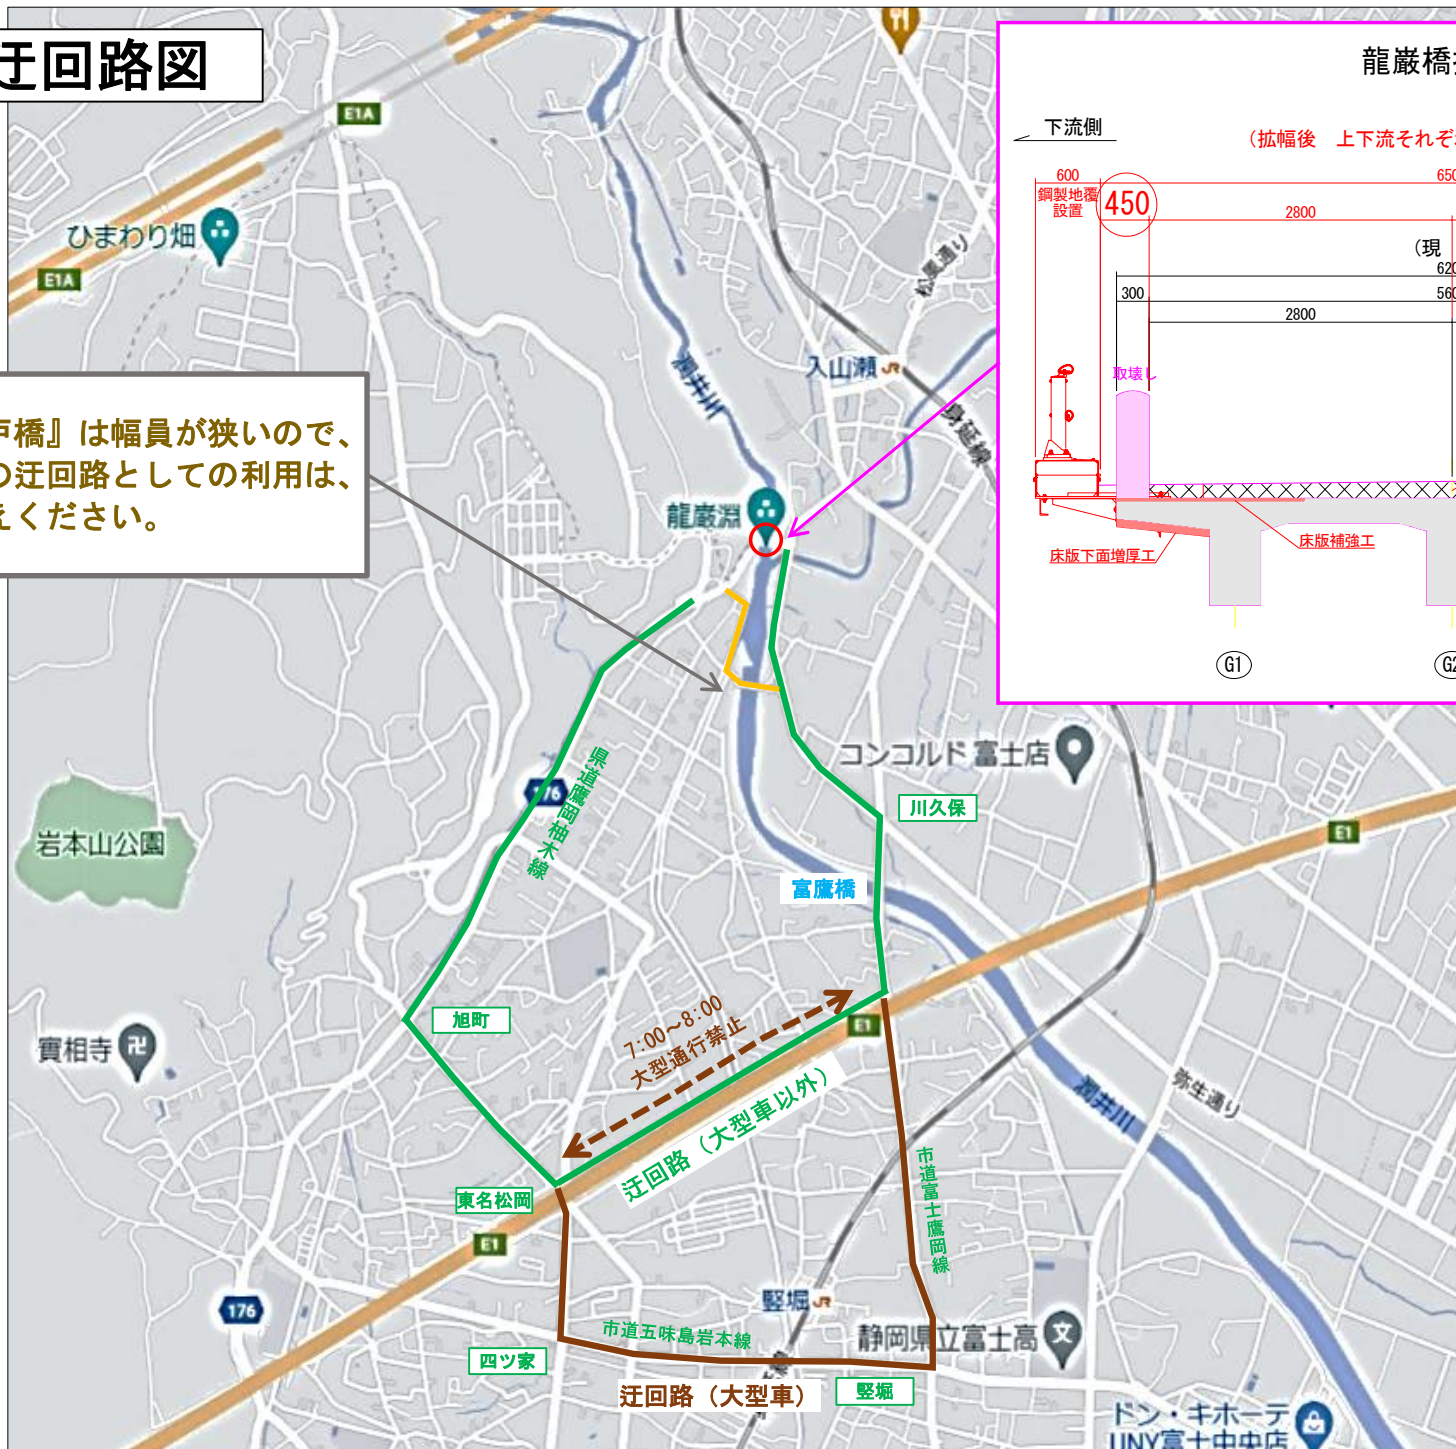 迂回路図
E1A
ひまわり畑
E1A
戸橋』は幅員が狭いので、
の迂回路としての利用は、
えください。
松風通り
潤井川
入山瀬 JR
身延線
龍巌淵
龍巌橋
下流側
(拡幅後 上下流それぞ
600
鋼製地覆
設置
450
650
2800
(現
620
300
560
2800
取壊し
床版下面増厚工
床版補強工
G1
G2
コンコルド 富士店
176
県道鷹岡柚木線
岩本山公園
川久保
E1
富鷹橋
旭町
實相寺
7:00~8:00
大型通行禁止
E1
迂回路(大型車以外)
潤井川
弥生通り
東名松岡
E1
市道富士鷹岡線
176
竪堀 JR
市道五味島岩本線
静岡県立富士高
四ツ家
迂回路(大型車)
竪堀
ドン・キホーテ
UNY富士中央店